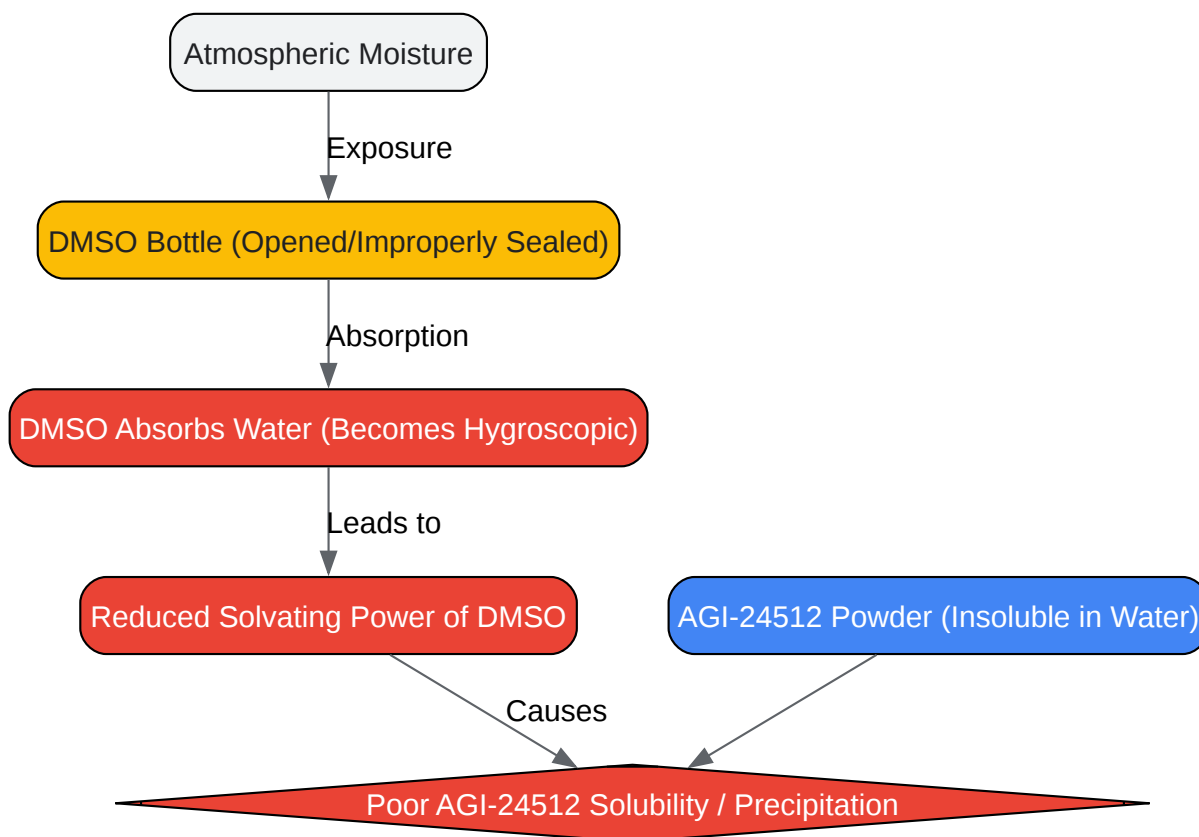 Atmospheric Moisture
Exposure
DMSO Bottle (Opened/Improperly Sealed)
Absorption
DMSO Absorbs Water (Becomes Hygroscopic)
Leads to
Reduced Solvating Power of DMSO
AGI-24512 Powder (Insoluble in Water)
Causes
Poor AGI-24512 Solubility / Precipitation